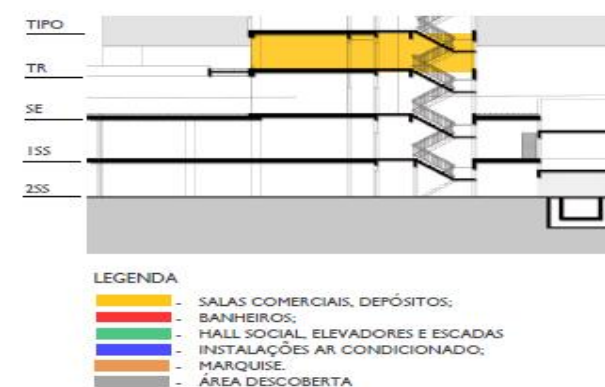 TIPO
TR
SE
1SS
2SS
LEGENDA
- SALAS COMERCIAIS, DEPÓSITOS;
- BANHEIROS;
- HALL SOCIAL, ELEVADORES E ESCADAS
- INSTALAÇÕES AR CONDICIONADO;
- MARQUISE.
- ÁREA DESCOBERTA